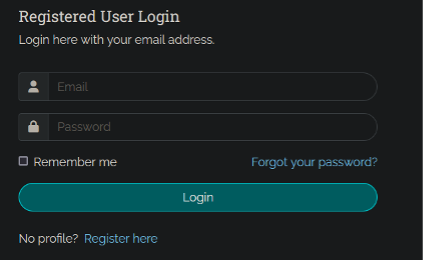 Registered User Login
Login here with your email address.
Email
Password
Remember me Forgot your password?
Login
No profile? Register here